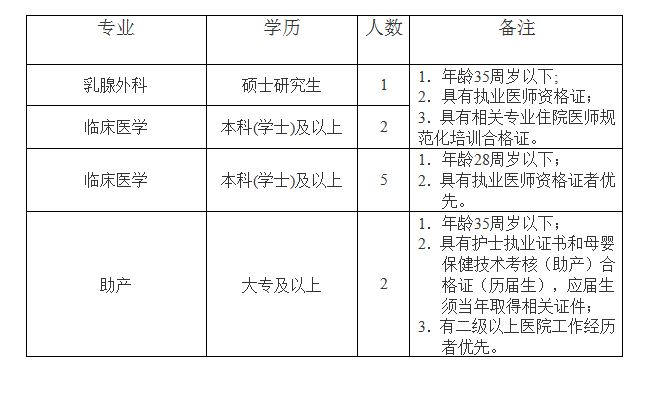 专业 学历 人数 备注
乳腺外科 硕士研究生 1
临床医学 本科(学士)及以上 2
1. 年龄35周岁以下;
2. 具有执业医师资格证;
3. 具有相关专业住院医师规
范化培训合格证。
临床医学 本科(学士)及以上 5
1. 年龄28周岁以下;
2. 具有执业医师资格证者优
先。
助产 大专及以上 2
1. 年龄35周岁以下;
2. 具有护士执业证书和母婴
保健技术考核（助产）合
格证（历届生），应届生
须当年取得相关证件;
3. 有二级以上医院工作经历
者优先。